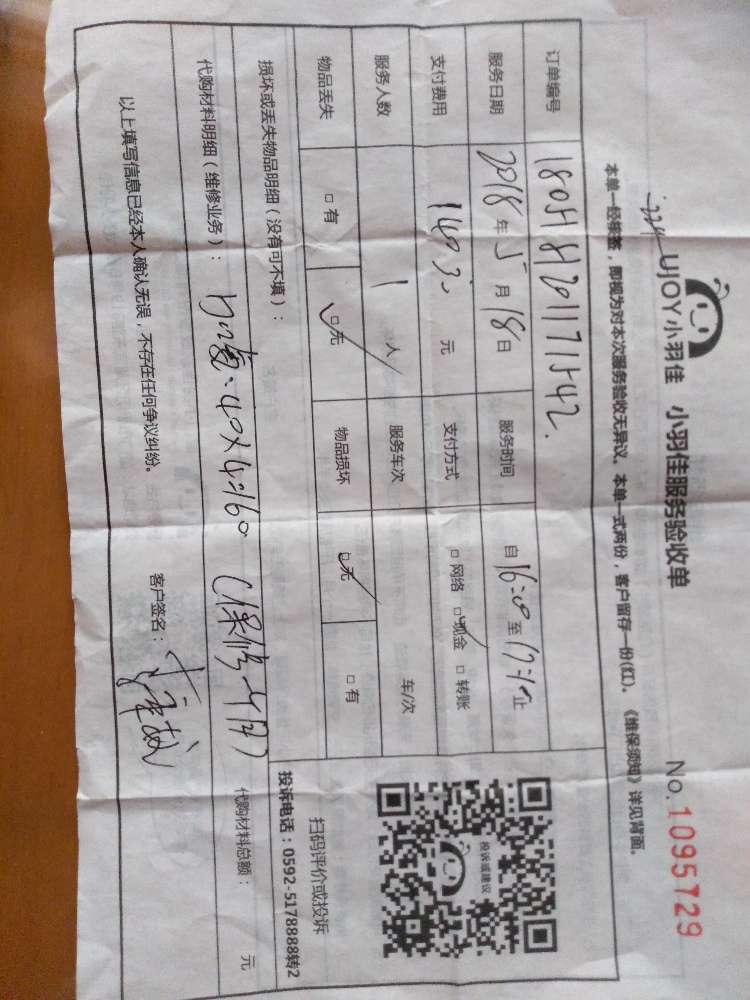 UJOY小羽佳 小羽佳服务验收单 No.1095729
本单一经签签,即视为对本次服务验收无异议。本单一式两份,客户留存一份(红)。《维保须知》详见背面。
订单编号
服务日期 2018年5月18日 服务时间 自16:00至17:10止
支付费用 元 支付方式 □网络 □现金 □转账
服务人数 1人 服务车次 车/次
物品丢失 □有 □无 物品损坏 □无 □有
损坏或丢失物品明细(没有可不填):
扫码评价或投诉
投诉电话:0592-5178888转2
投诉或建议
代购材料明细(维修业务): 40×4=160 代购材料总额: 元
以上填写信息已经本人确认无误,不存在任何争议纠纷。 客户签名: